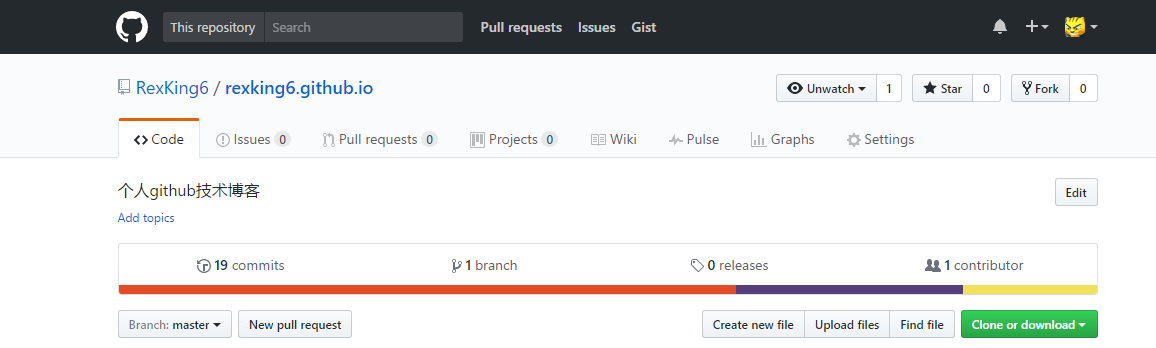 This repository Search Pull requests Issues Gist
RexKing6 / rexking6.github.io Unwatch 1 Star 0 Fork 0
Code Issues 0 Pull requests 0 Projects 0 Wiki Pulse Graphs Settings
个人github技术博客 Edit
Add topics
19 commits 1 branch 0 releases 1 contributor
Branch: master New pull request Create new file Upload files Find file Clone or download